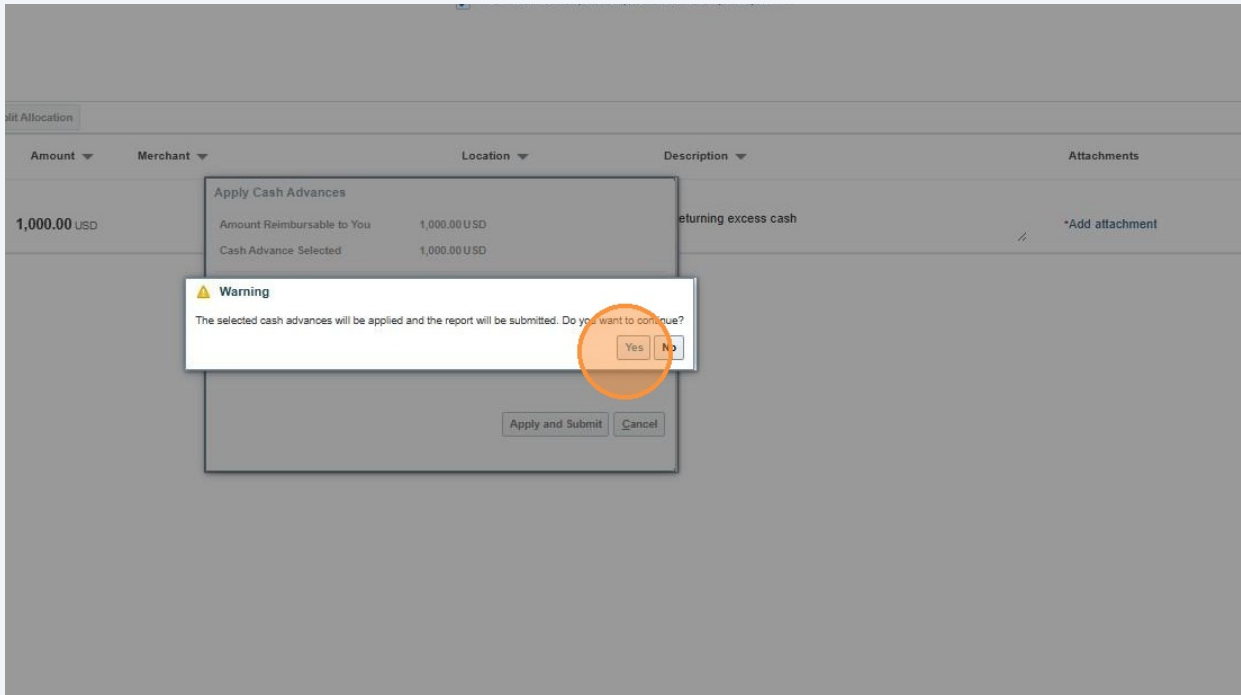 Allocation
Amount Merchant Location Description Attachments
Apply Cash Advances
1,000.00 USD
Amount Reimbursable to You 1,000.00 USD
eturning excess cash
*Add attachment
Cash Advance Selected 1,000.00 USD
Warning
The selected cash advances will be applied and the report will be submitted. Do you want to continue?
Yes No
Apply and Submit Cancel